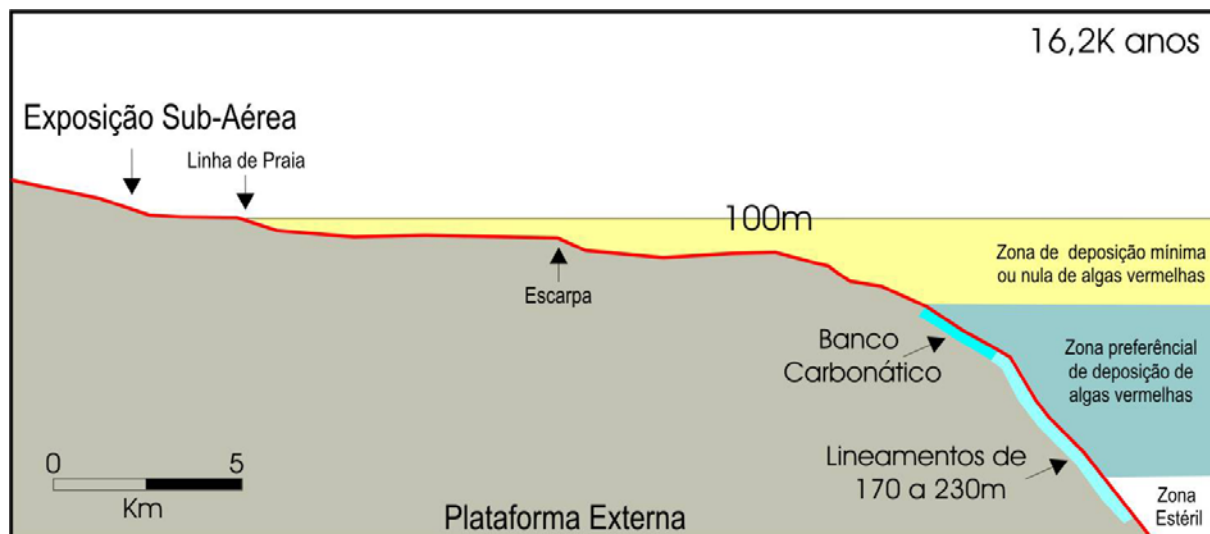 16,2K anos
Exposição Sub-Aérea
Linha de Praia
100m
Zona de deposição mínima
ou nula de algas vermelhas
Escarpa
Banco
Carbonático
Zona preferêncial
de deposição de
algas vermelhas
Lineamentos de
170 a 230m
0 5
Km
Plataforma Externa
Zona
Estéril